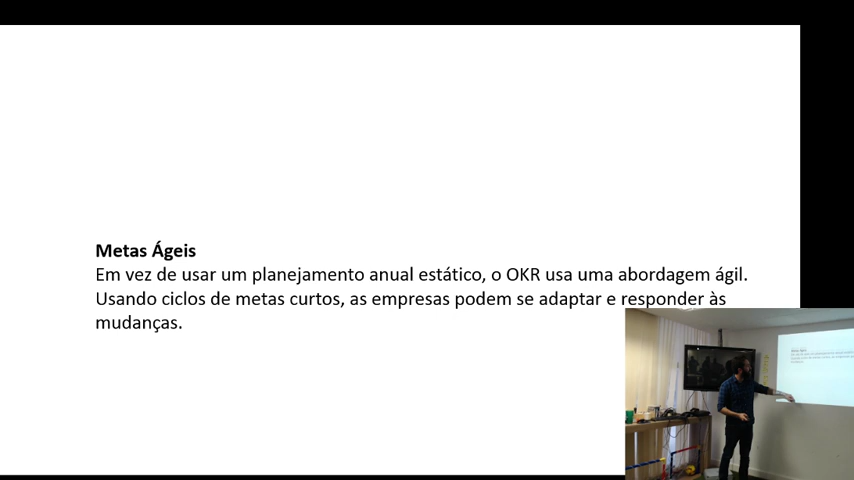 Metas Ágeis
Em vez de usar um planejamento anual estático, o OKR usa uma abordagem ágil.
Usando ciclos de metas curtos, as empresas podem se adaptar e responder às
mudanças.